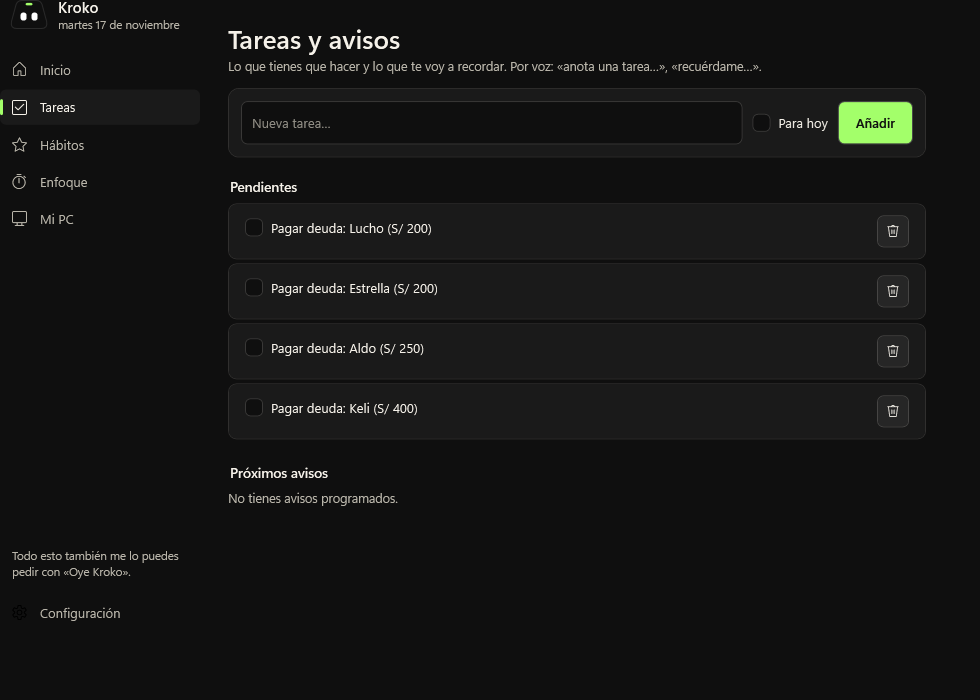 Kroko
martes 17 de noviembre
Inicio
Tareas
Hábitos
Enfoque
Mi PC
Todo esto también me lo puedes
pedir con «Oye Kroko».
Configuración
Tareas y avisos
Lo que tienes que hacer y lo que te voy a recordar. Por voz: «anota una tarea…», «recuérdame…».
Nueva tarea…
Para hoy
Añadir
Pendientes
Pagar deuda: Lucho (S/ 200)
Pagar deuda: Estrella (S/ 200)
Pagar deuda: Aldo (S/ 250)
Pagar deuda: Keli (S/ 400)
Próximos avisos
No tienes avisos programados.